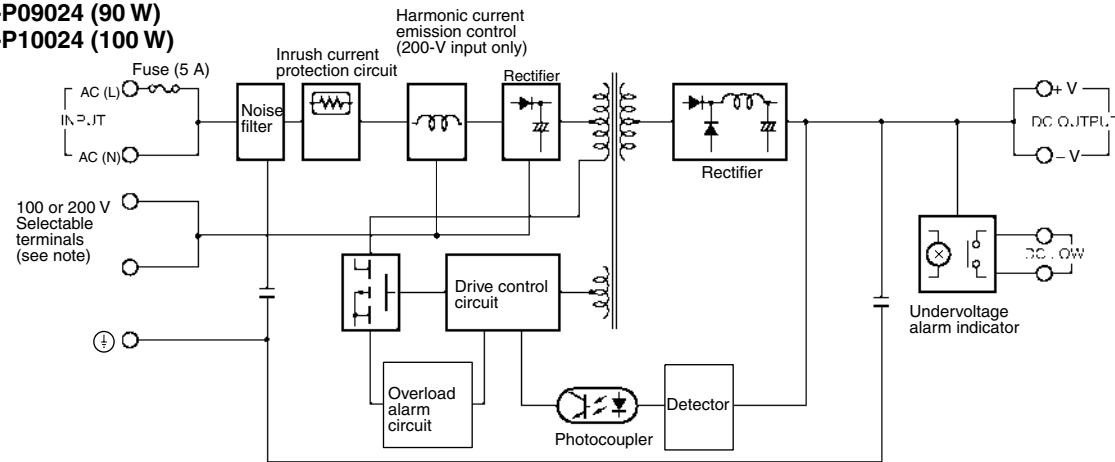 -P09024 (90 W)
-P10024 (100 W)
Harmonic current
emission control
(200-V input only)
Inrush current
protection circuit
Fuse (5 A)
Rectifier
AC (L)
INPUT
AC (N)
Noise
filter
+ V
DC OUTPUT
– V
Rectifier
100 or 200 V
Selectable
terminals
(see note)
DC LOW
Drive control
circuit
Undervoltage
alarm indicator
Overload
alarm
circuit
Detector
Photocoupler